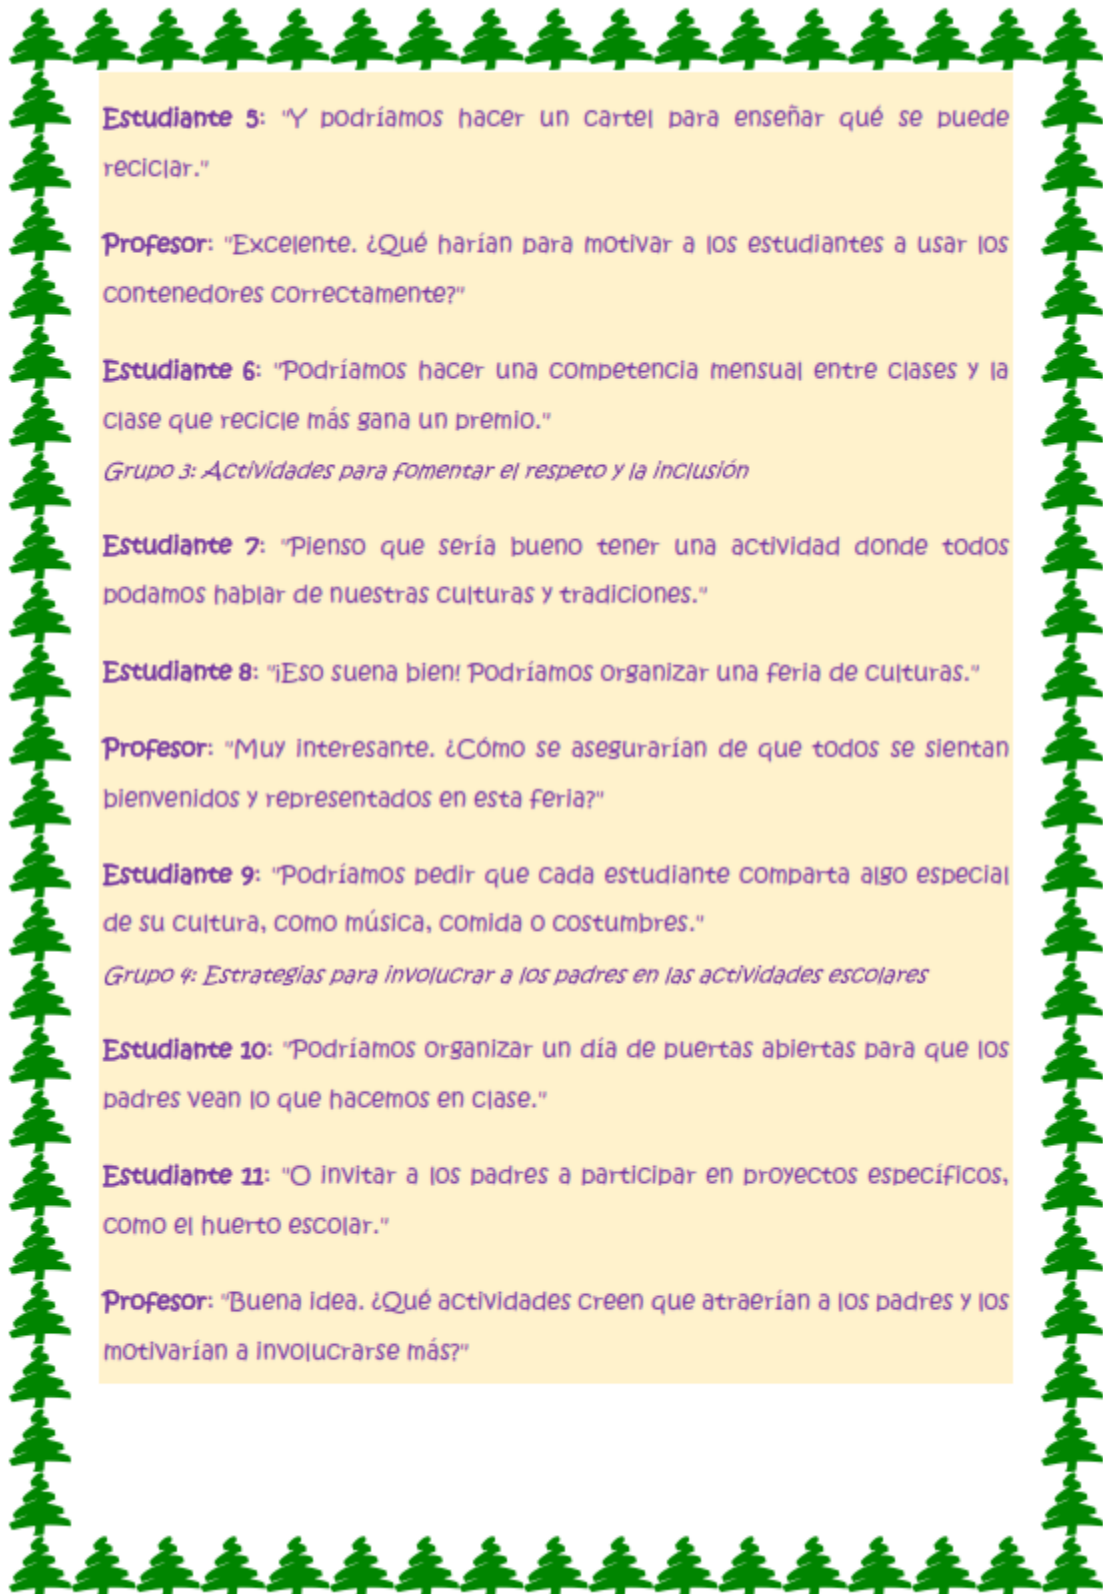 Estudiante 5: "Y podríamos hacer un cartel para enseñar qué se puede
reciclar."
Profesor: "Excelente. ¿Qué harían para motivar a los estudiantes a usar los
contenedores correctamente?"
Estudiante 6: "Podríamos hacer una competencia mensual entre clases y la
clase que recicle más gana un premio."
Grupo 3: Actividades para fomentar el respeto y la inclusión
Estudiante 7: "Pienso que sería bueno tener una actividad donde todos
podamos hablar de nuestras culturas y tradiciones."
Estudiante 8: "¡Eso suena bien! Podríamos organizar una feria de culturas."
Profesor: "Muy interesante. ¿Cómo se asegurarían de que todos se sientan
bienvenidos y representados en esta feria?"
Estudiante 9: "Podríamos pedir que cada estudiante comparta algo especial
de su cultura, como música, comida o costumbres."
Grupo 4: Estrategias para involucrar a los padres en las actividades escolares
Estudiante 10: "Podríamos organizar un día de puertas abiertas para que los
padres vean lo que hacemos en clase."
Estudiante 11: "O invitar a los padres a participar en proyectos específicos,
como el huerto escolar."
Profesor: "Buena idea. ¿Qué actividades creen que atraerían a los padres y los
motivarían a involucrarse más?"